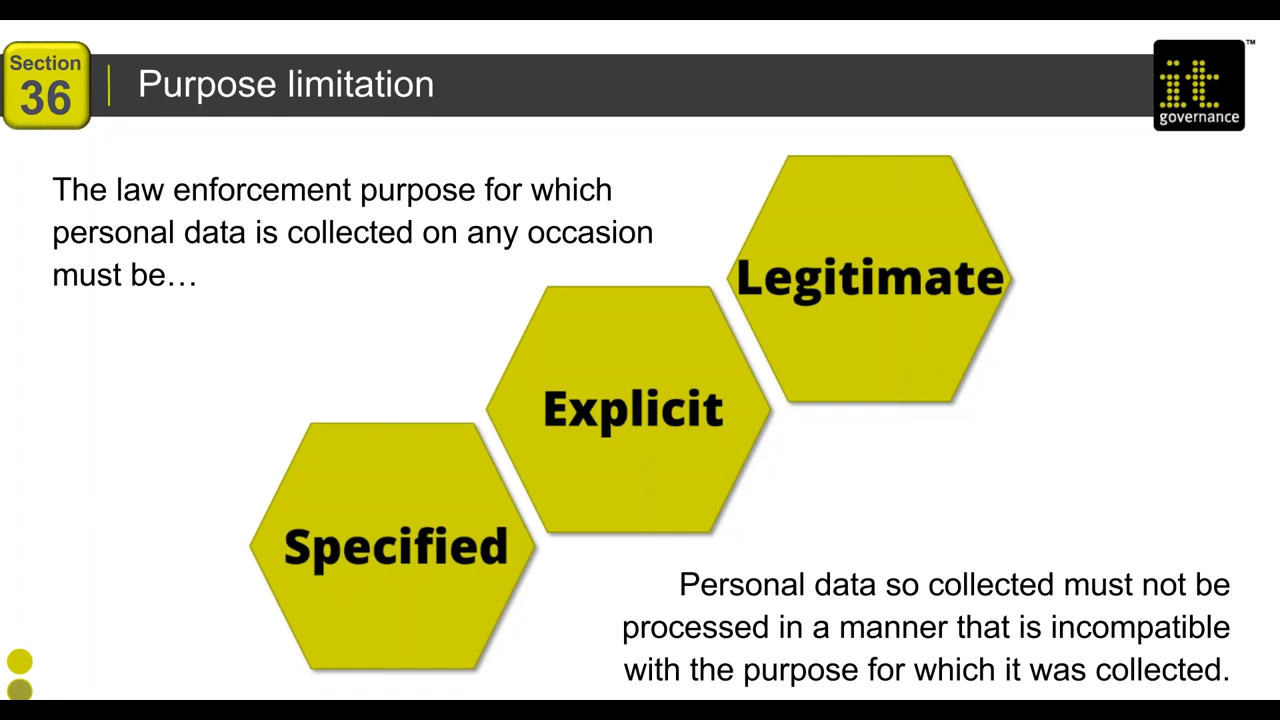 Section
36
Purpose limitation
it
governance
™
The law enforcement purpose for which
personal data is collected on any occasion
must be…
Legitimate
Explicit
Specified
Personal data so collected must not be
processed in a manner that is incompatible
with the purpose for which it was collected.